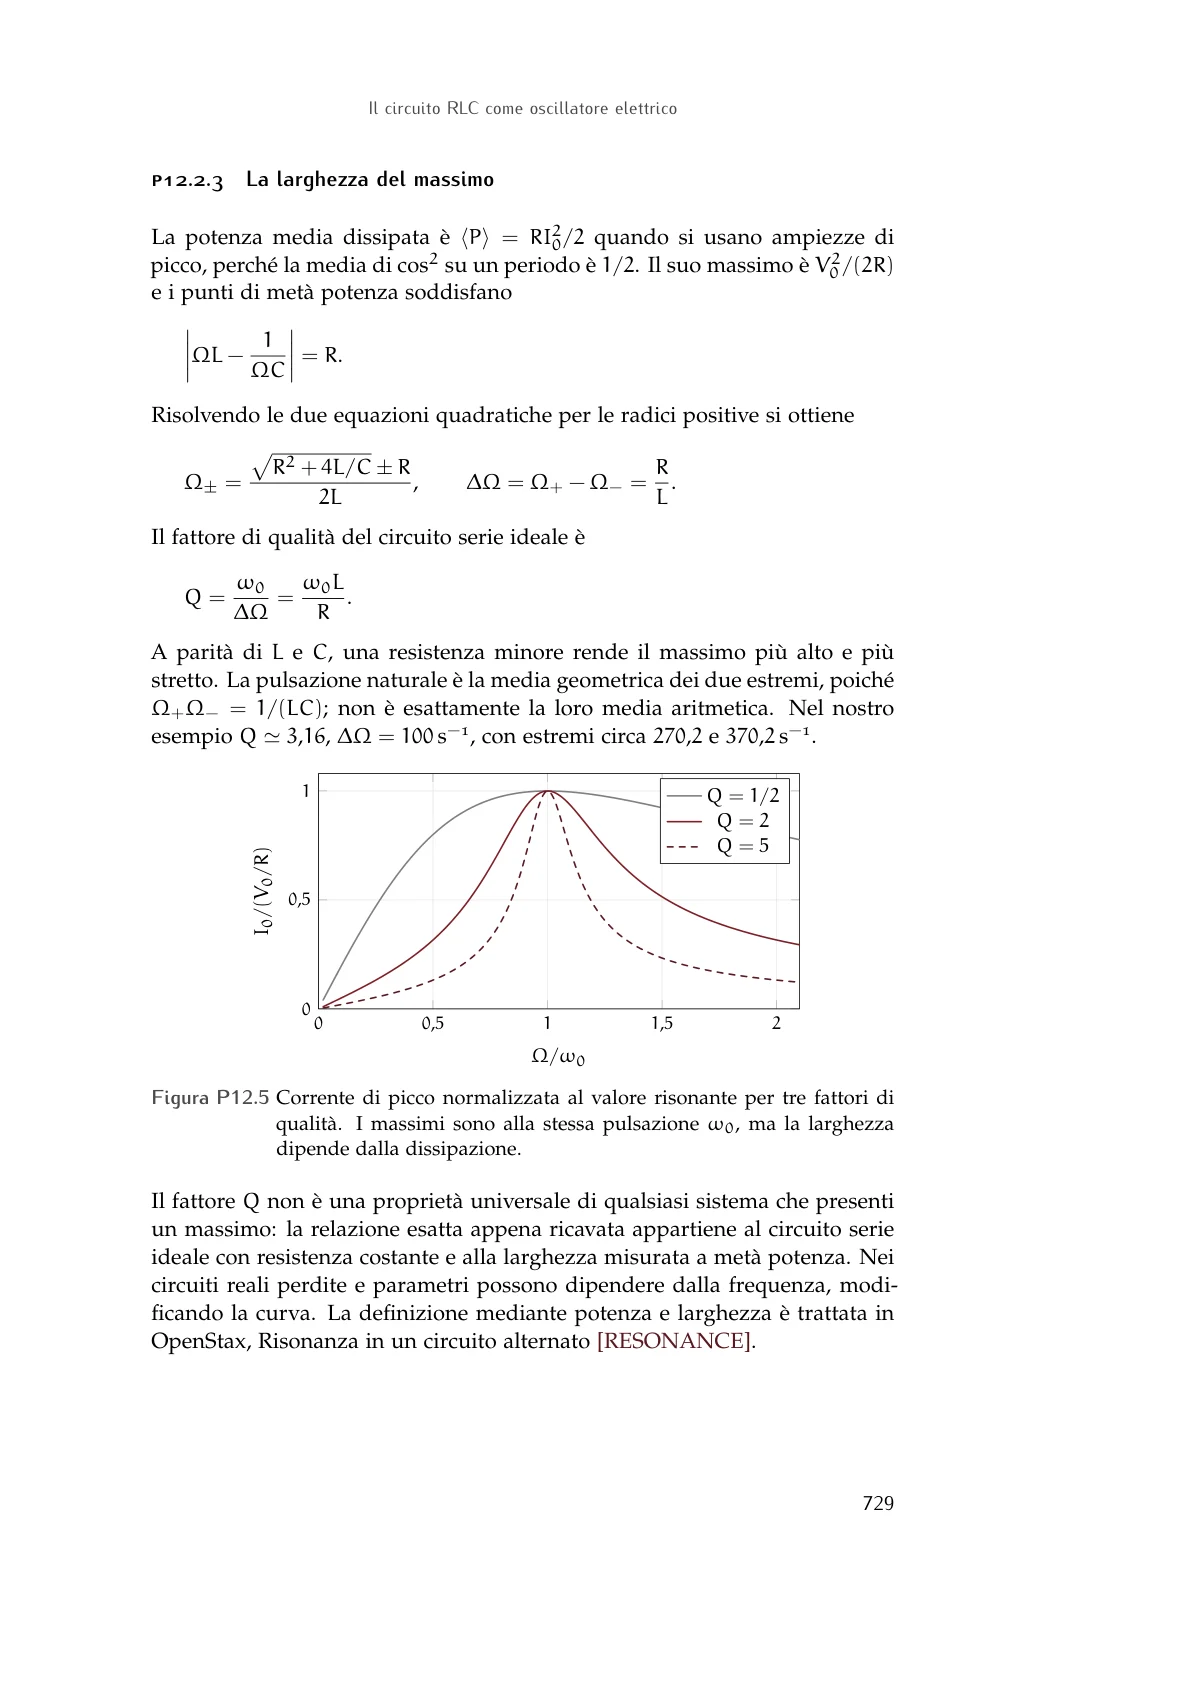 Il circuito RLC come oscillatore elettrico
P12.2.3 La larghezza del massimo
La potenza media dissipata è ⟨P⟩ = RI₀²/2 quando si usano ampiezze di
picco, perché la media di cos² su un periodo è 1/2. Il suo massimo è V₀²/(2R)
e i punti di metà potenza soddisfano
|ΩL − 1/(ΩC)| = R.
Risolvendo le due equazioni quadratiche per le radici positive si ottiene
Ω± = (√(R² + 4L/C) ± R)/(2L), ΔΩ = Ω₊ − Ω₋ = R/L.
Il fattore di qualità del circuito serie ideale è
Q = ω₀/ΔΩ = ω₀L/R.
A parità di L e C, una resistenza minore rende il massimo più alto e più
stretto. La pulsazione naturale è la media geometrica dei due estremi, poiché
Ω₊Ω₋ = 1/(LC); non è esattamente la loro media aritmetica. Nel nostro
esempio Q ≃ 3,16, ΔΩ = 100 s⁻¹, con estremi circa 270,2 e 370,2 s⁻¹.
Q = 1/2
Q = 2
Q = 5
1
0,5
0
I₀/(V₀/R)
0 0,5 1 1,5 2
Ω/ω₀
Figura P12.5 Corrente di picco normalizzata al valore risonante per tre fattori di
qualità. I massimi sono alla stessa pulsazione ω₀, ma la larghezza
dipende dalla dissipazione.
Il fattore Q non è una proprietà universale di qualsiasi sistema che presenti
un massimo: la relazione esatta appena ricavata appartiene al circuito serie
ideale con resistenza costante e alla larghezza misurata a metà potenza. Nei
circuiti reali perdite e parametri possono dipendere dalla frequenza, modi-
ficando la curva. La definizione mediante potenza e larghezza è trattata in
OpenStax, Risonanza in un circuito alternato [RESONANCE].
729